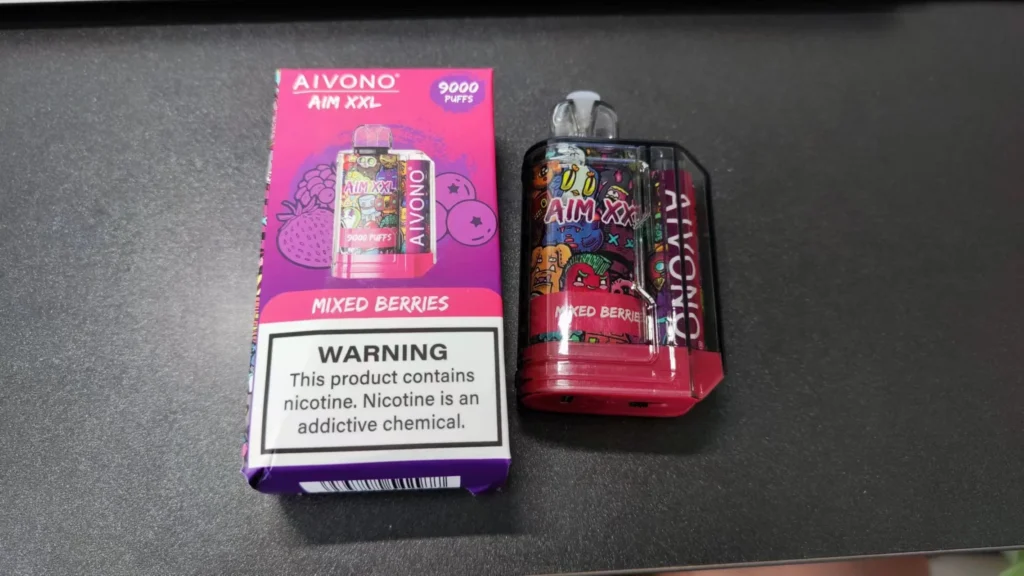 AIVONO®
AIM XXL
9000
PUFFS
AIM XXL
AIVONO
9000 PUFFS
MIXED BERRIES
WARNING
This product contains
nicotine. Nicotine is an
addictive chemical.
AIM XXL
AIVONO
MIXED BERRIES